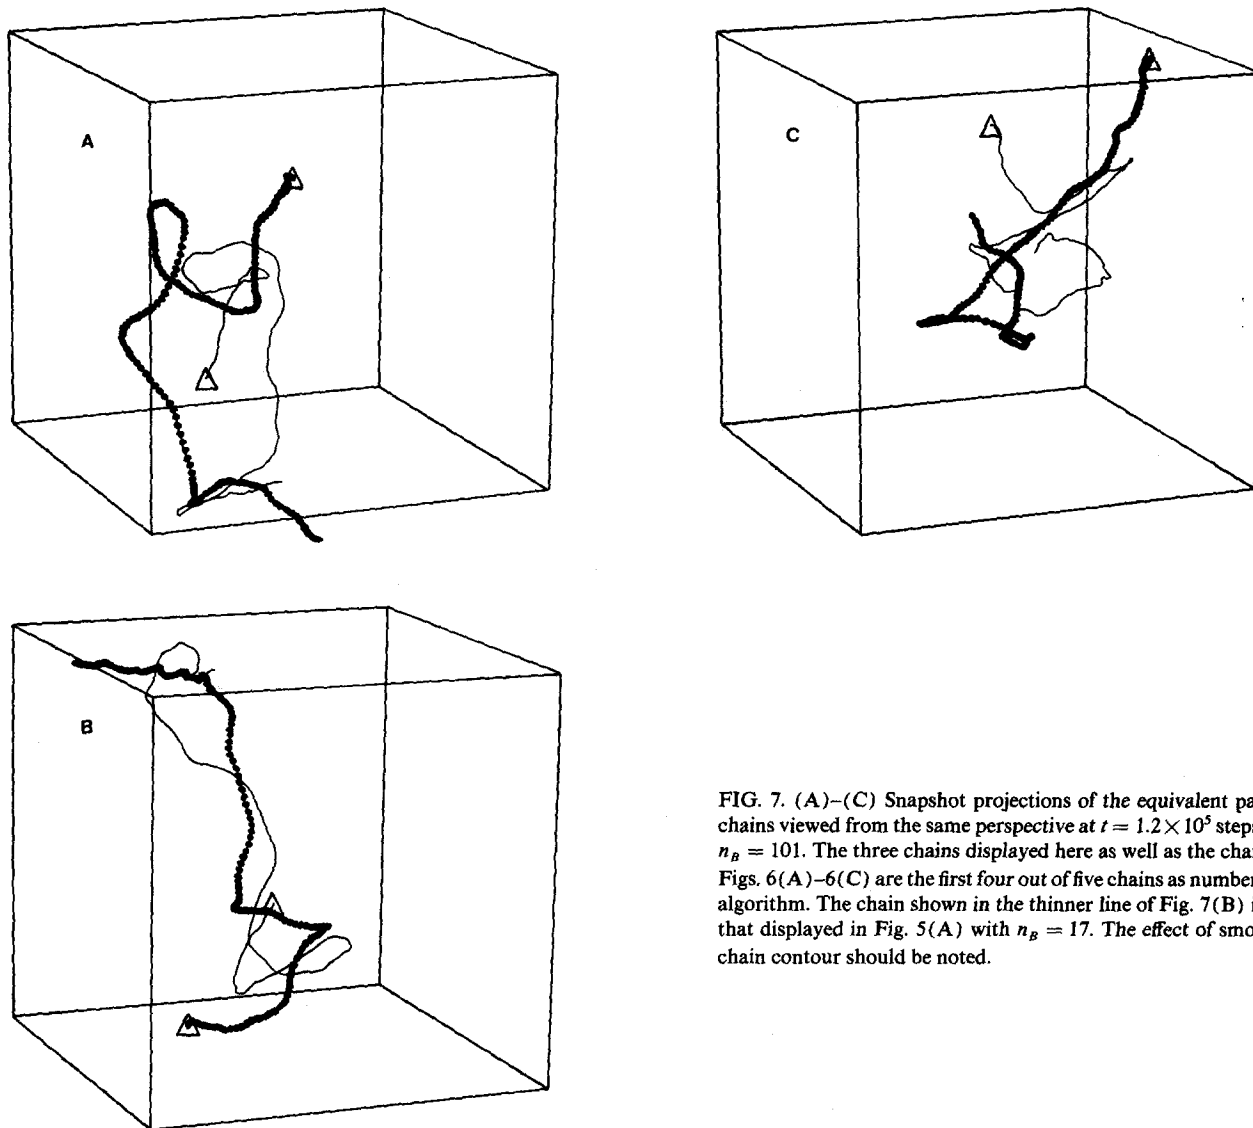 A
C
B
FIG. 7. (A)–(C) Snapshot projections of the equivalent pa
chains viewed from the same perspective at t = 1.2 × 10⁵ step
n_B = 101. The three chains displayed here as well as the chai
Figs. 6(A)–6(C) are the first four out of five chains as number
algorithm. The chain shown in the thinner line of Fig. 7(B)
that displayed in Fig. 5(A) with n_B = 17. The effect of smo
chain contour should be noted.